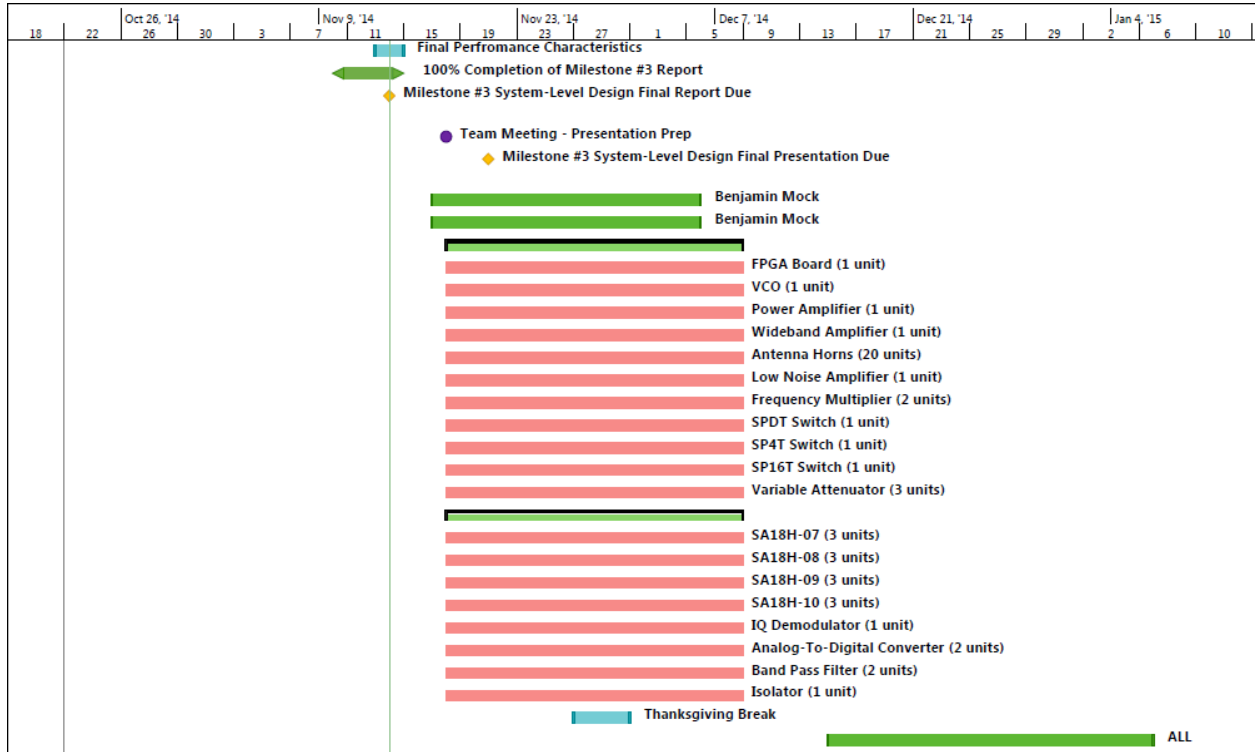 Oct 26, '14 Nov 9, '14 Nov 23, '14 Dec 7, '14 Dec 21, '14 Jan 4, '15
18 22 26 30 3 7 11 15 19 23 27 1 5 9 13 17 21 25 29 2 6 10
Final Perfromance Characteristics
100% Completion of Milestone #3 Report
Milestone #3 System-Level Design Final Report Due
Team Meeting - Presentation Prep
Milestone #3 System-Level Design Final Presentation Due
Benjamin Mock
Benjamin Mock
FPGA Board (1 unit)
VCO (1 unit)
Power Amplifier (1 unit)
Wideband Amplifier (1 unit)
Antenna Horns (20 units)
Low Noise Amplifier (1 unit)
Frequency Multiplier (2 units)
SPDT Switch (1 unit)
SP4T Switch (1 unit)
SP16T Switch (1 unit)
Variable Attenuator (3 units)
SA18H-07 (3 units)
SA18H-08 (3 units)
SA18H-09 (3 units)
SA18H-10 (3 units)
IQ Demodulator (1 unit)
Analog-To-Digital Converter (2 units)
Band Pass Filter (2 units)
Isolator (1 unit)
Thanksgiving Break
ALL